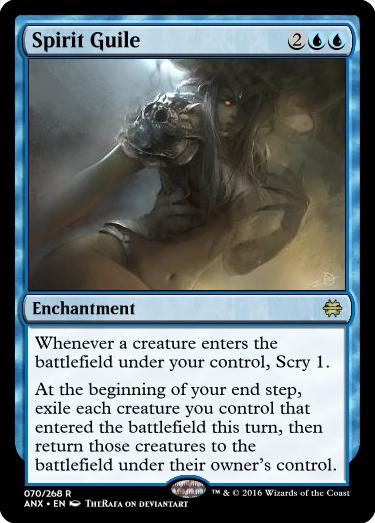 Spirit Guile 2
Enchantment
Whenever a creature enters the
battlefield under your control, Scry 1.
At the beginning of your end step,
exile each creature you control that
entered the battlefield this turn, then
return those creatures to the
battlefield under their owner's control.
070/268 R ™ & © 2016 Wizards of the Coast
ANX • EN TheRafa on deviantart